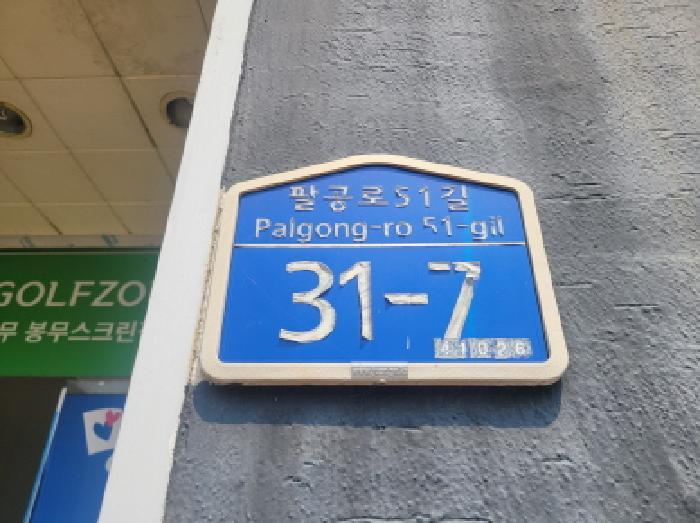 팔공로51길
Palgong-ro 51-gil
31-7
41026
GOLFZO
무 봉무스크린